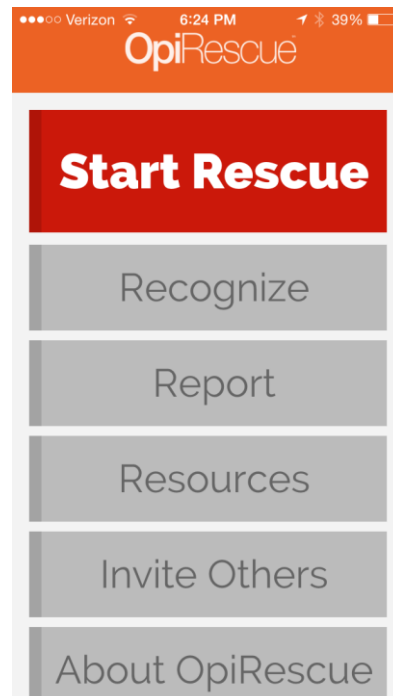 Verizon 6:24 PM 39%
OpiRescue
Start Rescue
Recognize
Report
Resources
Invite Others
About OpiRescue